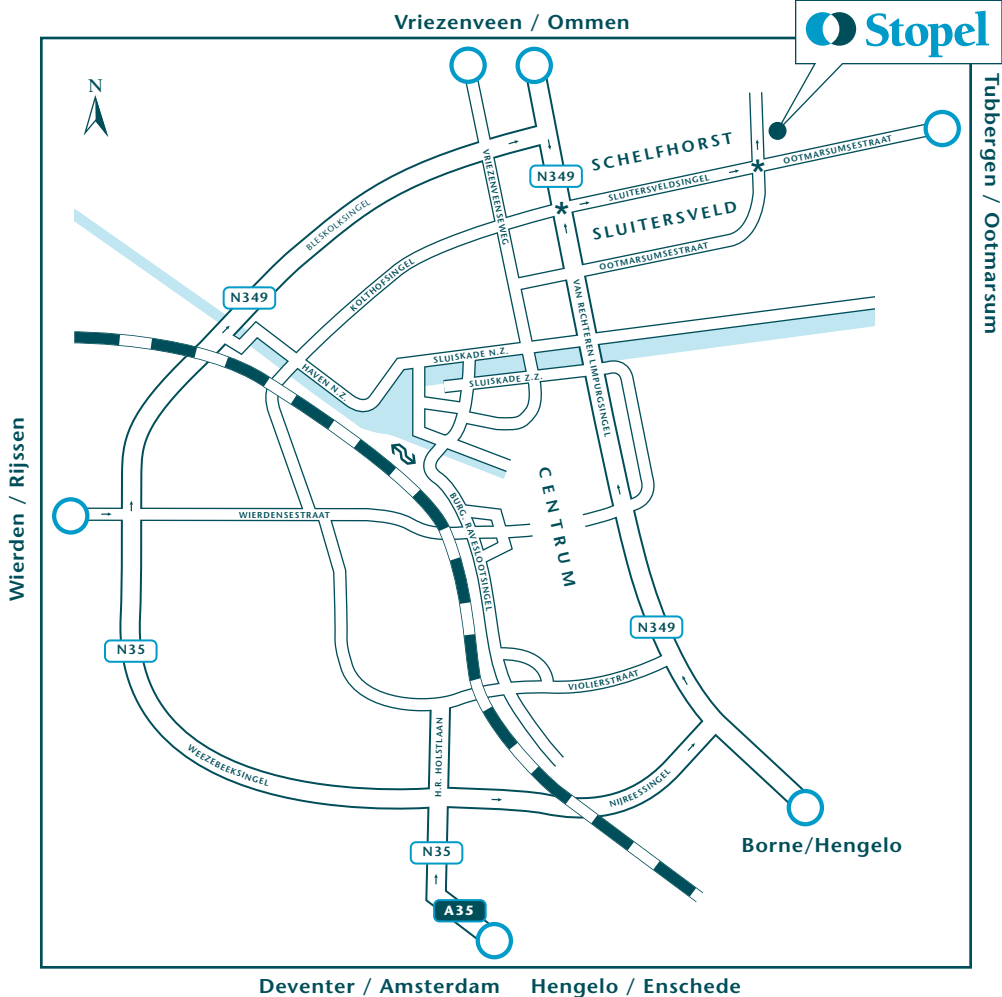 Vriezenveen / Ommen
Stopel
N
Tubbergen / Ootmarsum
SCHELFHORST
OOTMARSUMSESTRAAT
VRIEZENVEENSEWEG
N349
SLUITERSVELDSINGEL
*
*
SLUITERSVELD
BLESKOLKSINGEL
OOTMARSUMSESTRAAT
KOLTHOFSINGEL
N349
VAN RECHTEREN LIMPURGSINGEL
SLUISKADE N.Z.
HAVEN N.Z.
SLUISKADE Z.Z.
Wierden / Rijssen
CENTRUM
WIERDENSESTRAAT
BURG. RAVESLOOTSINGEL
N349
N35
VIOLIERSTRAAT
H.R. HOLSTLAAN
WEEZEBEEKSINGEL
NIJREESSINGEL
N35
Borne/Hengelo
A35
Deventer / Amsterdam Hengelo / Enschede